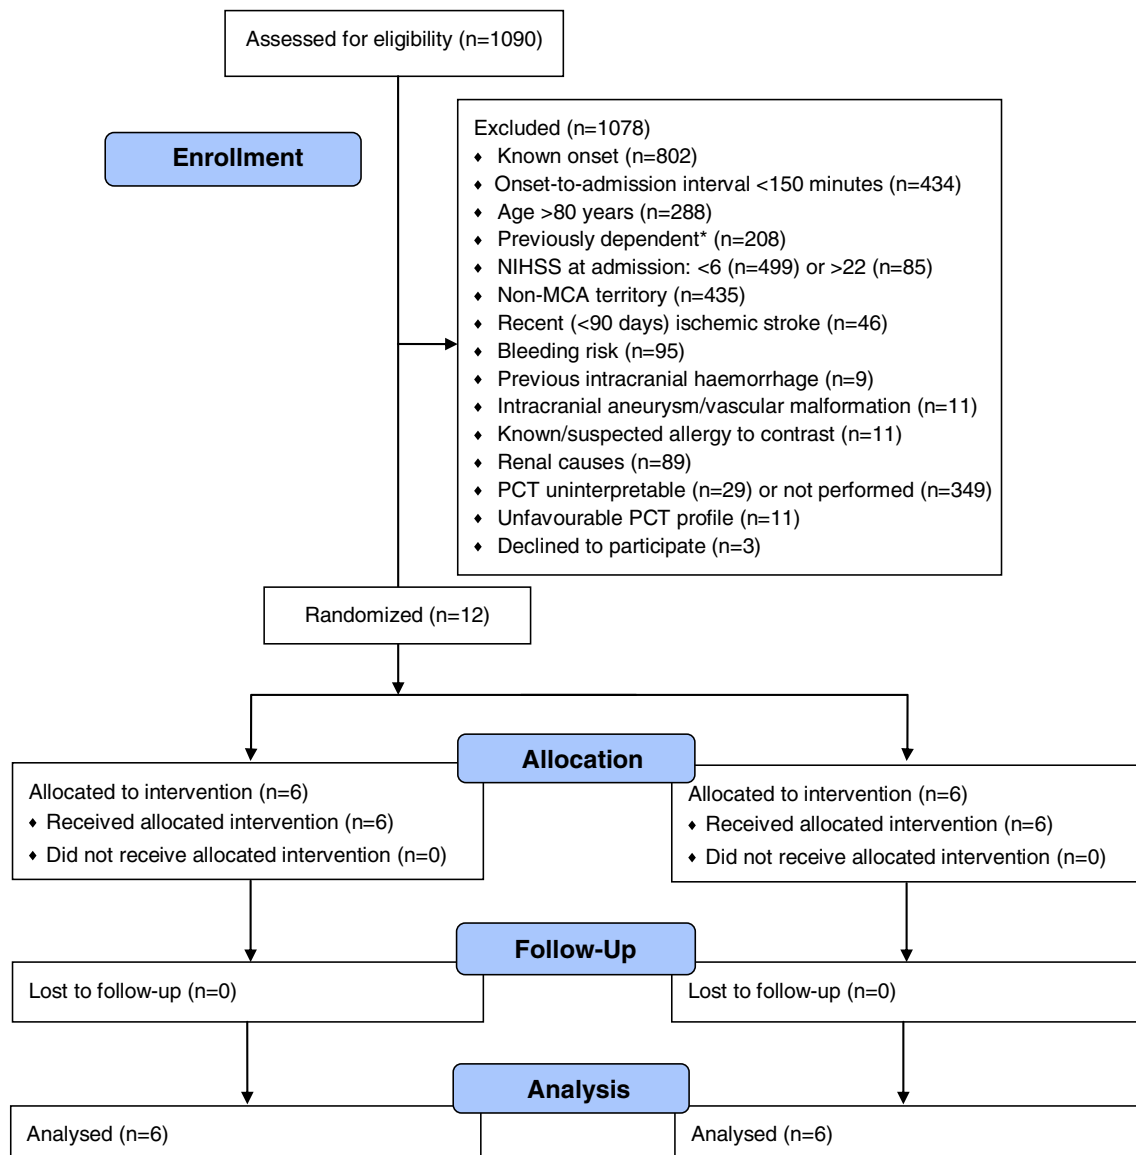 Assessed for eligibility (n=1090)
Enrollment
Excluded (n=1078)
♦ Known onset (n=802)
♦ Onset-to-admission interval <150 minutes (n=434)
♦ Age >80 years (n=288)
♦ Previously dependent* (n=208)
♦ NIHSS at admission: <6 (n=499) or >22 (n=85)
♦ Non-MCA territory (n=435)
♦ Recent (<90 days) ischemic stroke (n=46)
♦ Bleeding risk (n=95)
♦ Previous intracranial haemorrhage (n=9)
♦ Intracranial aneurysm/vascular malformation (n=11)
♦ Known/suspected allergy to contrast (n=11)
♦ Renal causes (n=89)
♦ PCT uninterpretable (n=29) or not performed (n=349)
♦ Unfavourable PCT profile (n=11)
♦ Declined to participate (n=3)
Randomized (n=12)
Allocation
Allocated to intervention (n=6)
♦ Received allocated intervention (n=6)
♦ Did not receive allocated intervention (n=0)
Allocated to intervention (n=6)
♦ Received allocated intervention (n=6)
♦ Did not receive allocated intervention (n=0)
Follow-Up
Lost to follow-up (n=0)
Lost to follow-up (n=0)
Analysis
Analysed (n=6)
Analysed (n=6)